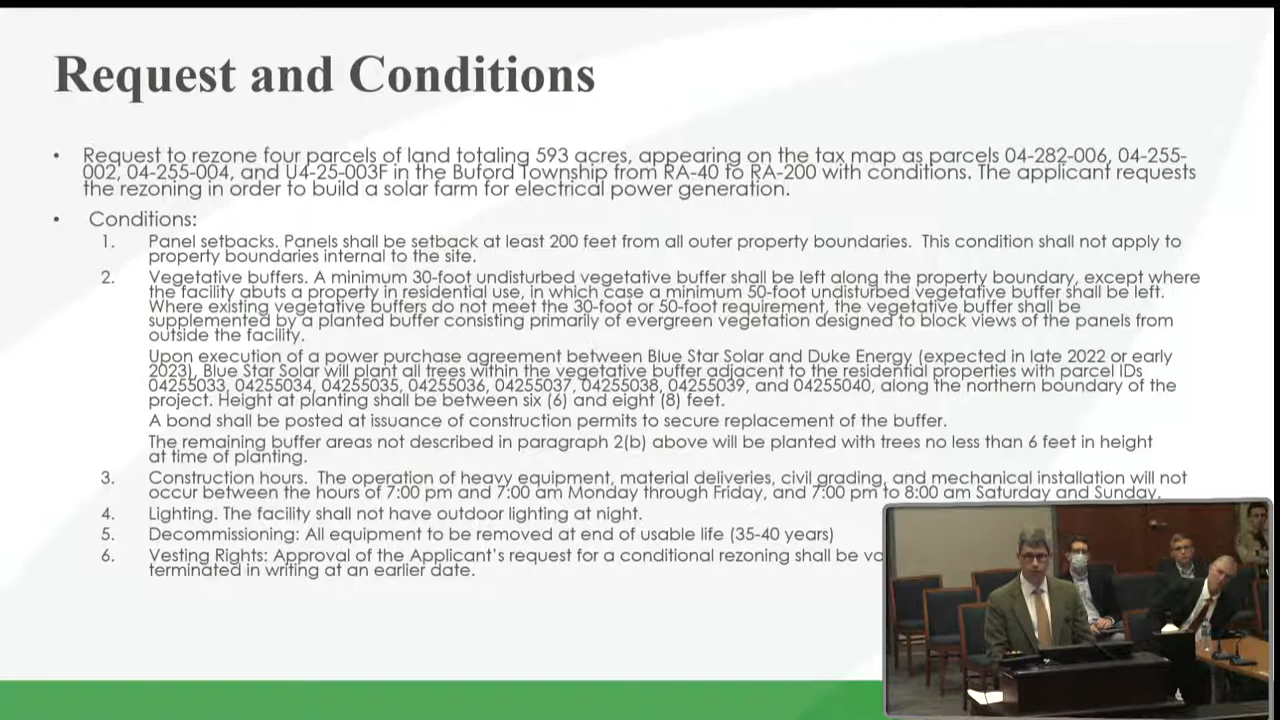 Request and Conditions
• Request to rezone four parcels of land totaling 593 acres, appearing on the tax map as parcels 04-282-006, 04-255-
002, 04-255-004, and U4-25-003F in the Buford Township from RA-40 to RA-200 with conditions. The applicant requests
the rezoning in order to build a solar farm for electrical power generation.
• Conditions:
1. Panel setbacks. Panels shall be setback at least 200 feet from all outer property boundaries. This condition shall not apply to
property boundaries internal to the site.
2. Vegetative buffers. A minimum 30-foot undisturbed vegetative buffer shall be left along the property boundary, except where
the facility abuts a property in residential use, in which case a minimum 50-foot undisturbed vegetative buffer shall be left.
Where existing vegetative buffers do not meet the 30-foot or 50-foot requirement, the vegetative buffer shall be
supplemented by a planted buffer consisting primarily of evergreen vegetation designed to block views of the panels from
outside the facility.
Upon execution of a power purchase agreement between Blue Star Solar and Duke Energy (expected in late 2022 or early
2023), Blue Star Solar will plant all trees within the vegetative buffer adjacent to the residential properties with parcel IDs
04255033, 04255034, 04255035, 04255036, 04255037, 04255038, 04255039, and 04255040, along the northern boundary of the
project. Height at planting shall be between six (6) and eight (8) feet.
A bond shall be posted at issuance of construction permits to secure replacement of the buffer.
The remaining buffer areas not described in paragraph 2(b) above will be planted with trees no less than 6 feet in height
at time of planting.
3. Construction hours. The operation of heavy equipment, material deliveries, civil grading, and mechanical installation will not
occur between the hours of 7:00 pm and 7:00 am Monday through Friday, and 7:00 pm to 8:00 am Saturday and Sunday.
4. Lighting. The facility shall not have outdoor lighting at night.
5. Decommissioning: All equipment to be removed at end of usable life (35-40 years)
6. Vesting Rights: Approval of the Applicant's request for a conditional rezoning shall be
terminated in writing at an earlier date.